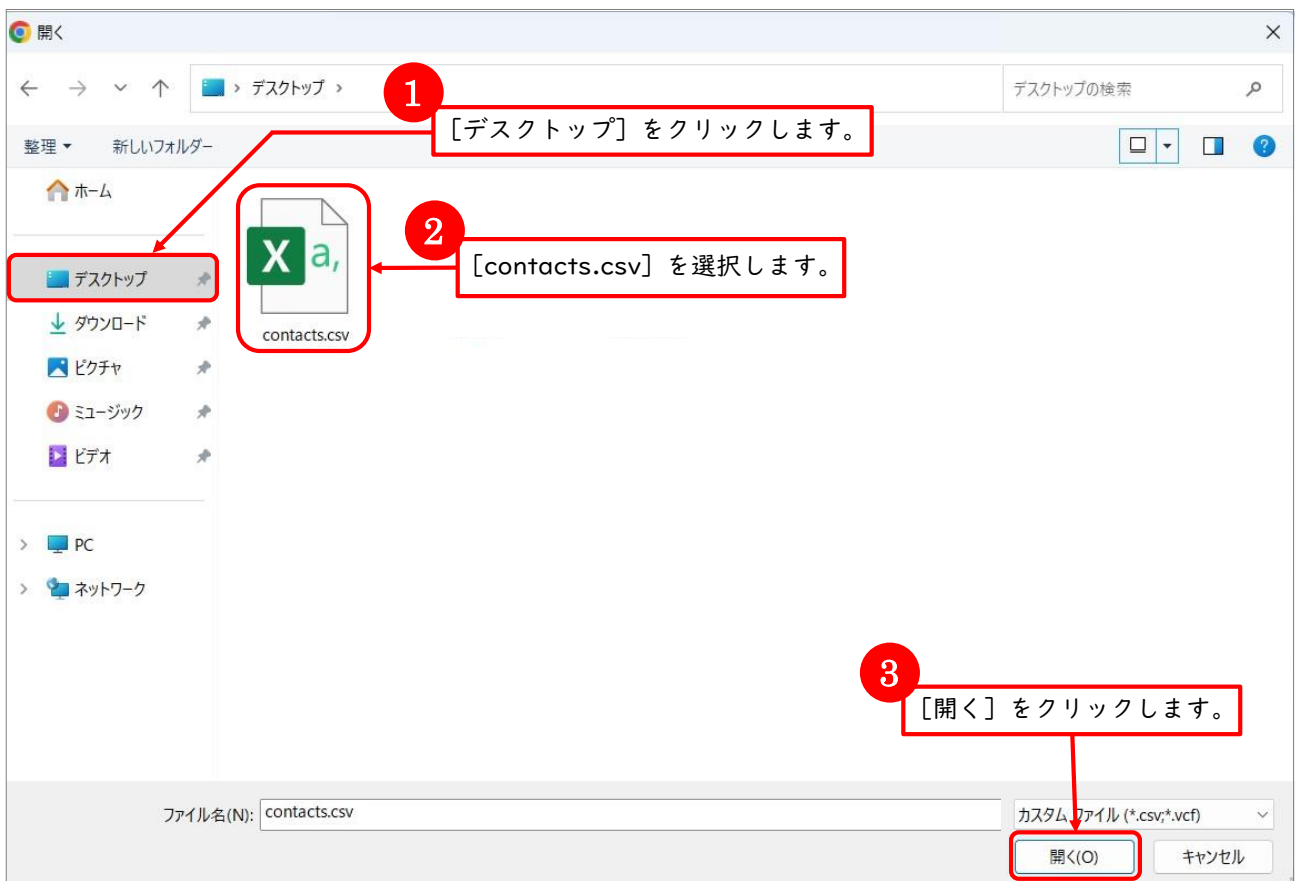 開く
デスクトップ
デスクトップの検索
1
[デスクトップ] をクリックします。
整理 新しいフォルダー
ホーム
2
[contacts.csv] を選択します。
デスクトップ
ダウンロード
ピクチャ
ミュージック
ビデオ
X a,
contacts.csv
PC
ネットワーク
3
[開く] をクリックします。
ファイル名(N): contacts.csv
カスタム ファイル (*.csv;*.vcf)
開く(O)
キャンセル